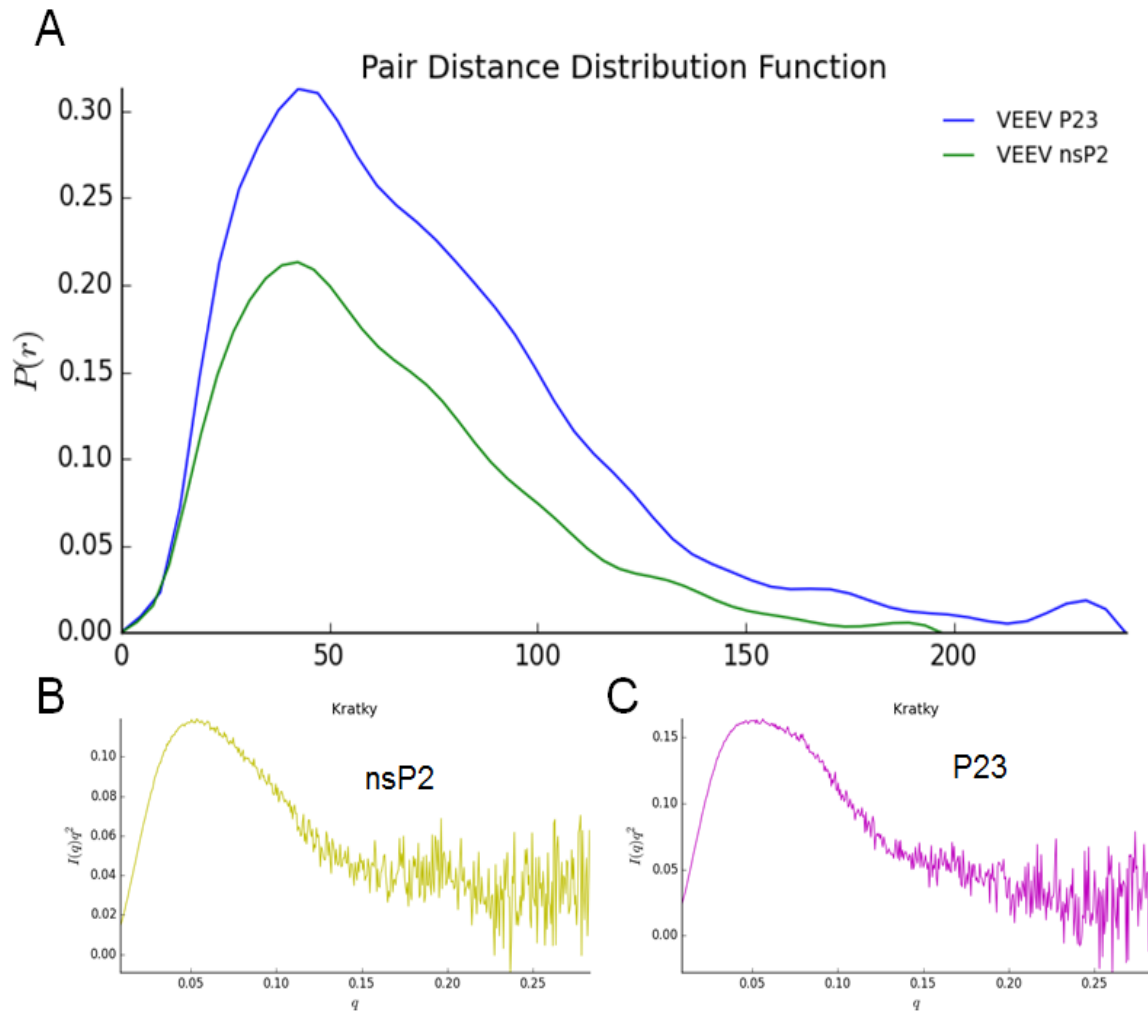 A
Pair Distance Distribution Function
VEEV P23
VEEV nsP2
P(r)
0.30
0.25
0.20
0.15
0.10
0.05
0.00
0 50 100 150 200
B
Kratky
nsP2
I(q)q²
0.10
0.08
0.06
0.04
0.02
0.00
0.05 0.10 0.15 0.20 0.25
q
C
Kratky
P23
I(q)q²
0.15
0.10
0.05
0.00
0.05 0.10 0.15 0.20 0.25
q